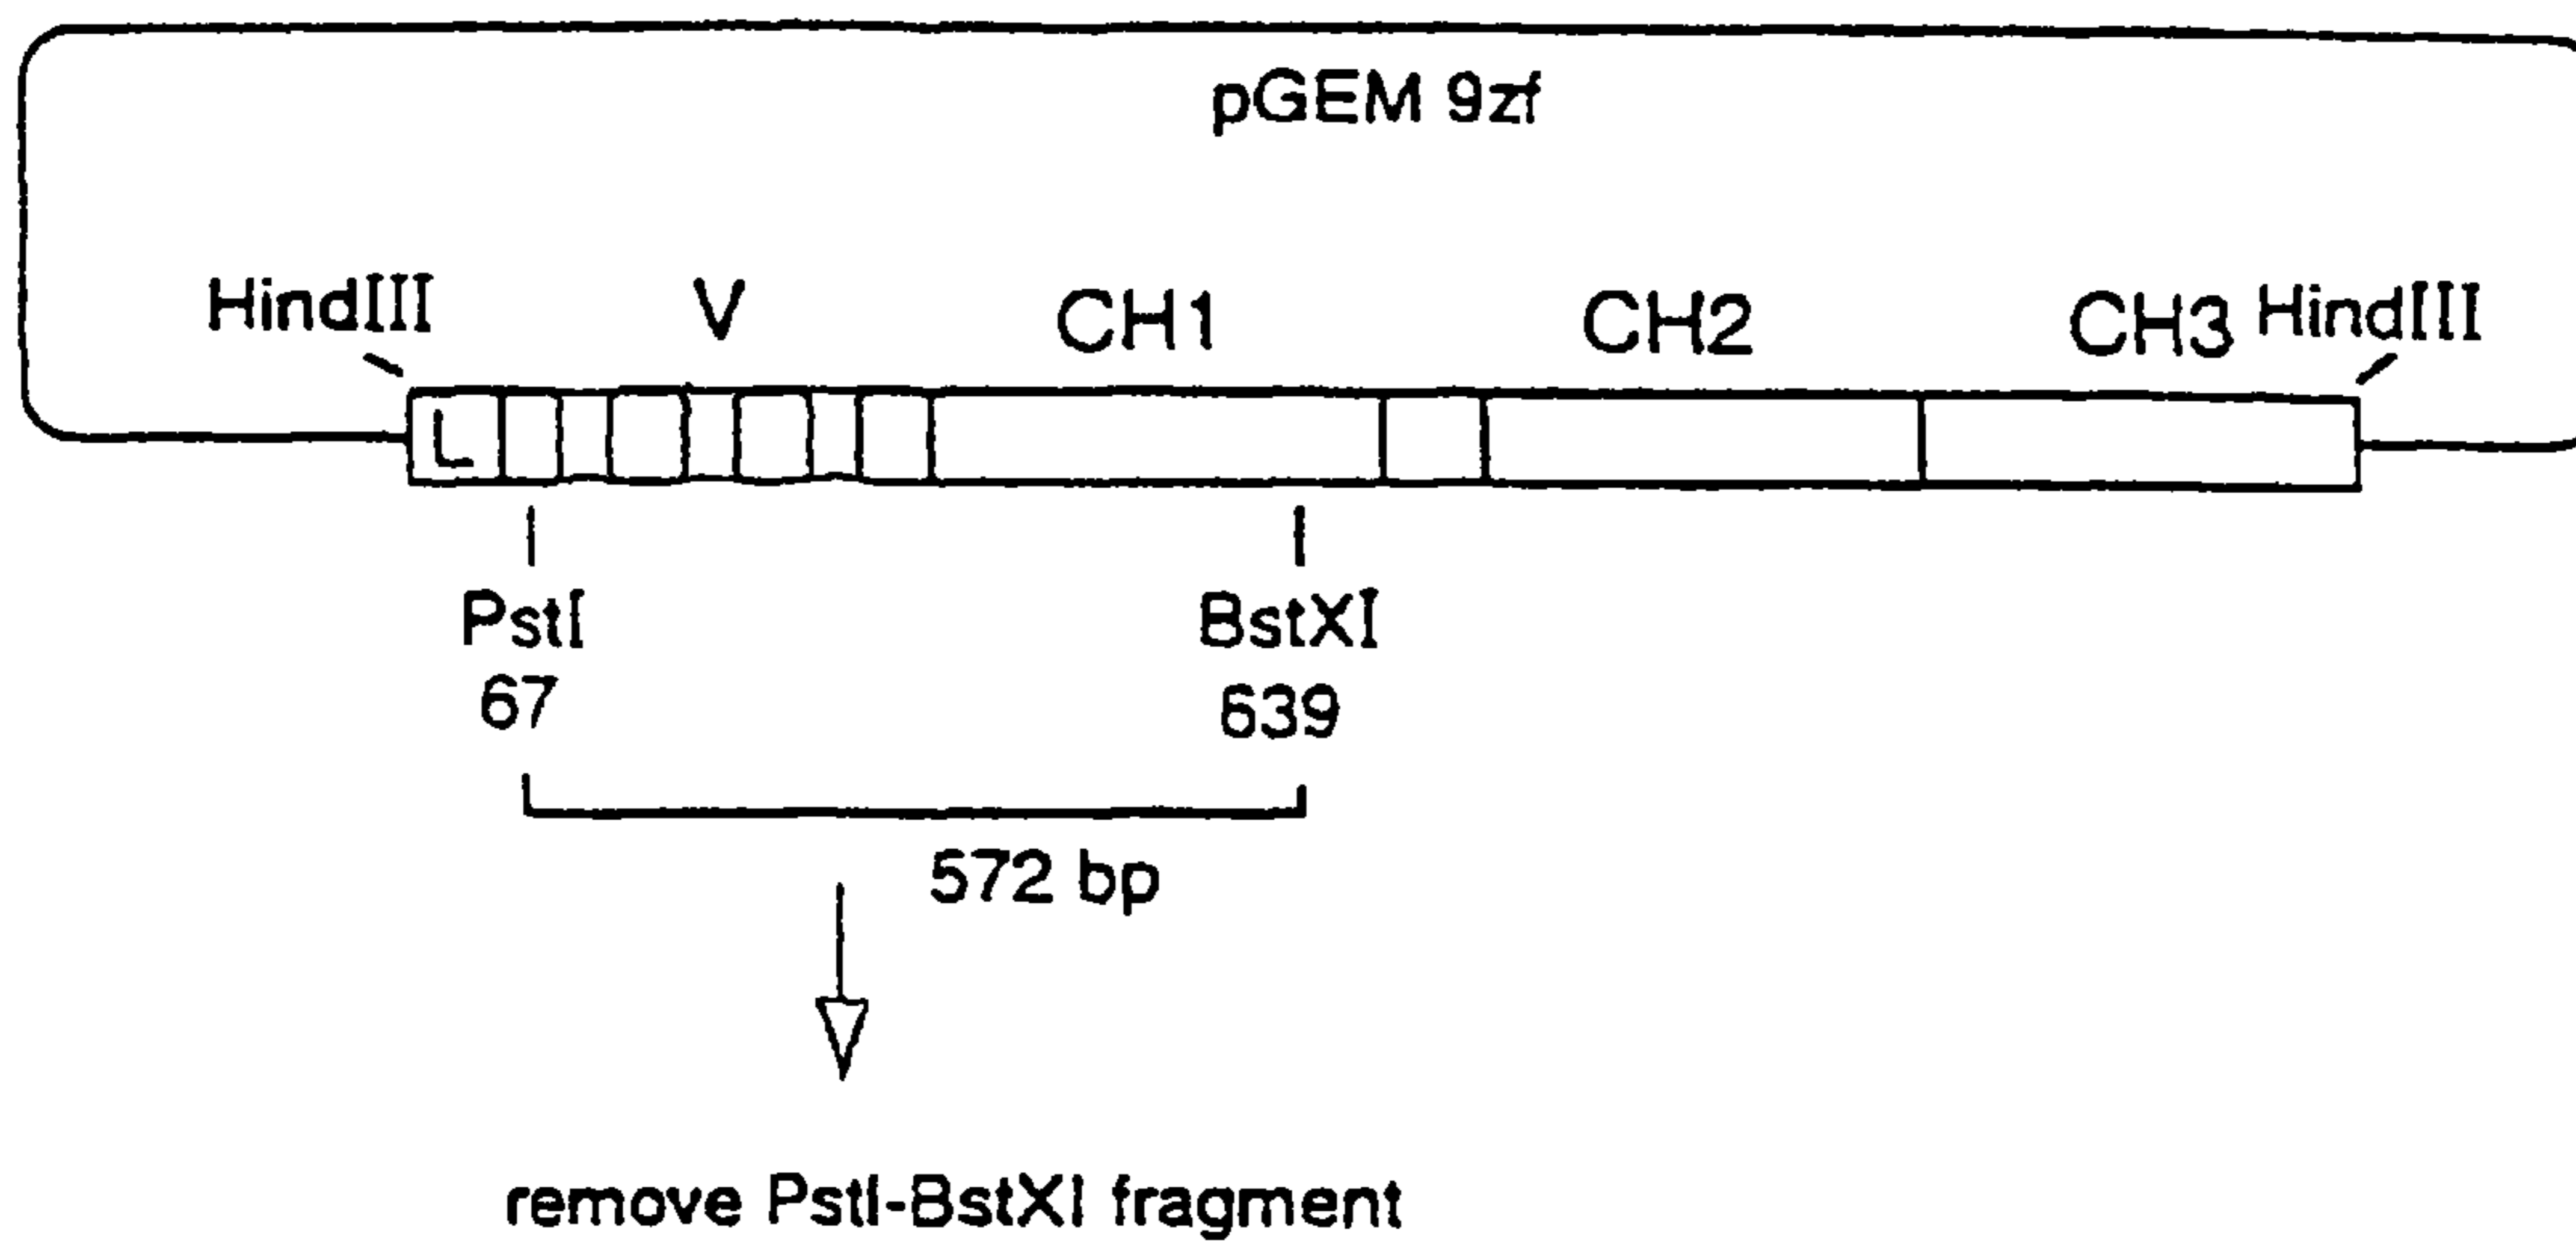 pGEM 9zf
HindIII V CH1 CH2 CH3 HindIII
L
PstI BstXI
67 639
572 bp
remove PstI-BstXI fragment